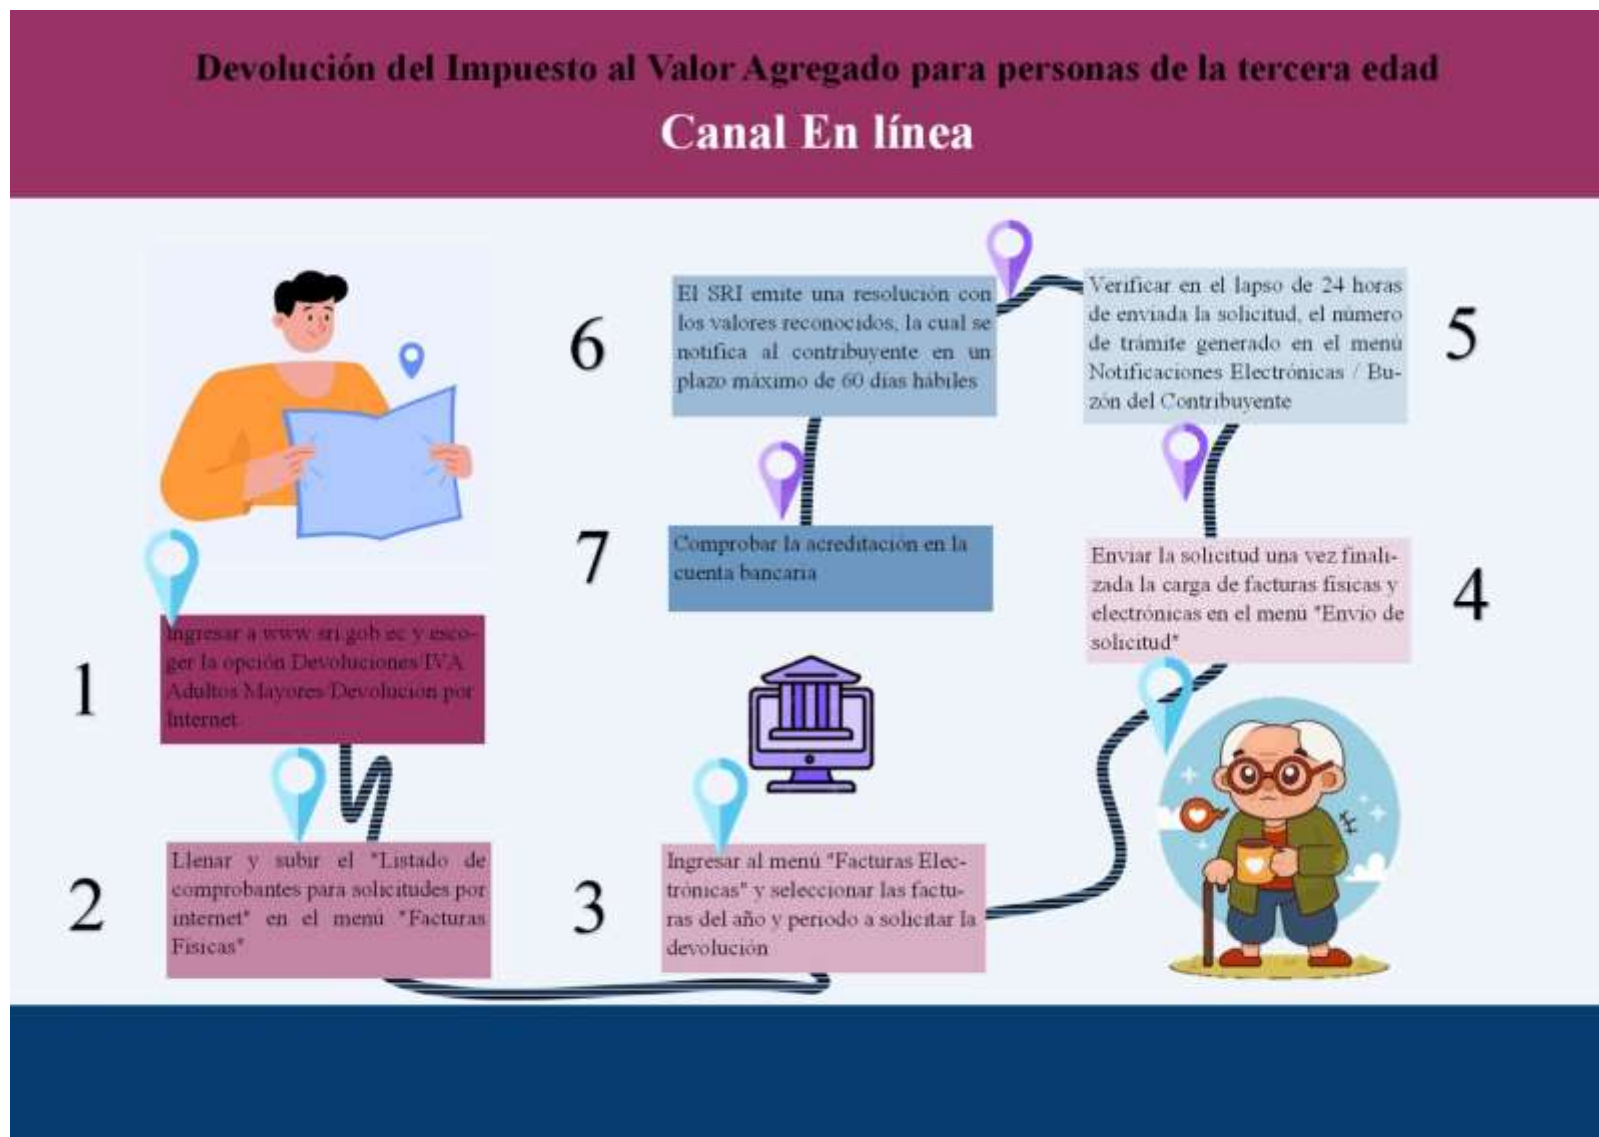 Devolución del Impuesto al Valor Agregado para personas de la tercera edad
Canal En línea
1
Ingresar a www.sri.gob.ec y esco-
ger la opción Devoluciones/IVA
Adultos Mayores/Devolución por
Internet
2
Llenar y subir el "Listado de
comprobantes para solicitudes por
internet" en el menú "Facturas
Físicas"
3
Ingresar al menú "Facturas Elec-
trónicas" y seleccionar las factu-
ras del año y periodo a solicitar la
devolución
4
Enviar la solicitud una vez finali-
zada la carga de facturas físicas y
electrónicas en el menú "Envío de
solicitud"
5
Verificar en el lapso de 24 horas
de enviada la solicitud, el número
de trámite generado en el menú
Notificaciones Electrónicas / Bu-
zón del Contribuyente
6
El SRI emite una resolución con
los valores reconocidos, la cual se
notifica al contribuyente en un
plazo máximo de 60 días hábiles
7
Comprobar la acreditación en la
cuenta bancaria